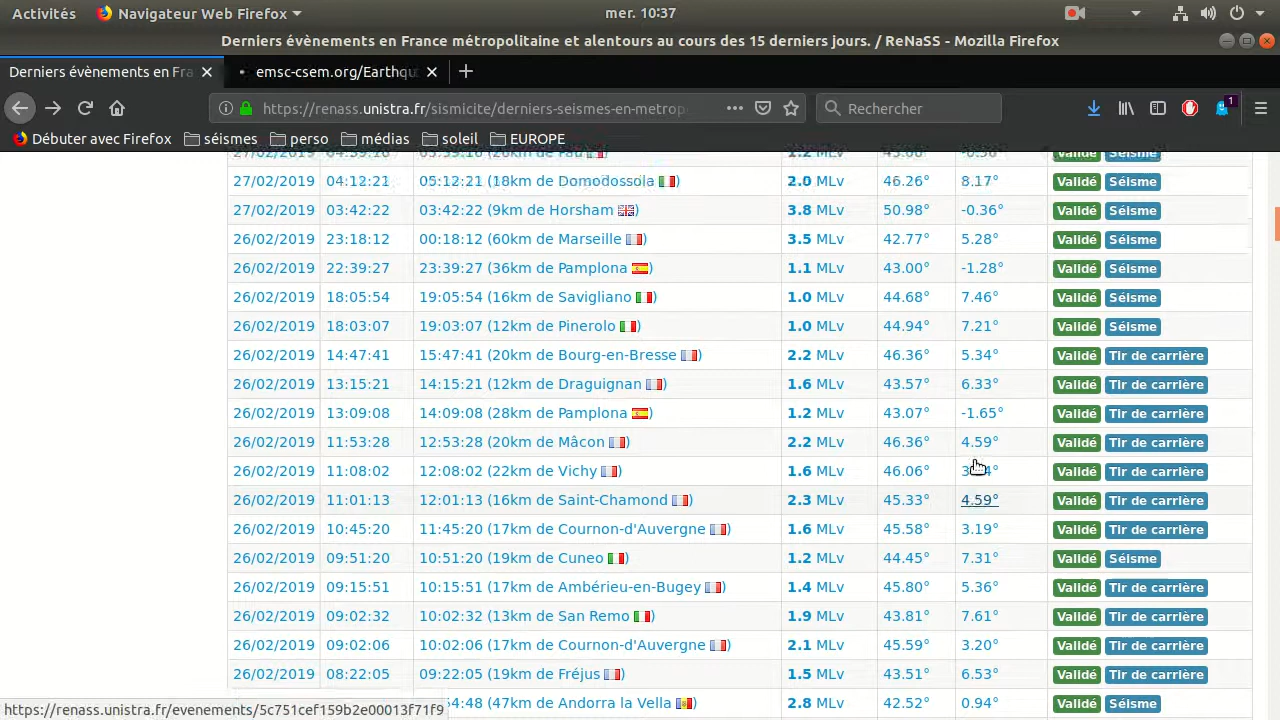 Activités Navigateur Web Firefox mer. 10:37
Derniers évènements en France métropolitaine et alentours au cours des 15 derniers jours. / ReNaSS - Mozilla Firefox
Derniers évènements en Fra emsc-csem.org/Earthqu
https://renass.unistra.fr/sismicite/derniers-seismes-en-metrop Rechercher 1
Débuter avec Firefox séismes perso médias soleil EUROPE
27/02/2019 04:12:21 05:12:21 (18km de Domodossola) 2.0 MLv 46.26° 8.17° Validé Séisme
27/02/2019 03:42:22 03:42:22 (9km de Horsham) 3.8 MLv 50.98° -0.36° Validé Séisme
26/02/2019 23:18:12 00:18:12 (60km de Marseille) 3.5 MLv 42.77° 5.28° Validé Séisme
26/02/2019 22:39:27 23:39:27 (36km de Pamplona) 1.1 MLv 43.00° -1.28° Validé Séisme
26/02/2019 18:05:54 19:05:54 (16km de Savigliano) 1.0 MLv 44.68° 7.46° Validé Séisme
26/02/2019 18:03:07 19:03:07 (12km de Pinerolo) 1.0 MLv 44.94° 7.21° Validé Séisme
26/02/2019 14:47:41 15:47:41 (20km de Bourg-en-Bresse) 2.2 MLv 46.36° 5.34° Validé Tir de carrière
26/02/2019 13:15:21 14:15:21 (12km de Draguignan) 1.6 MLv 43.57° 6.33° Validé Tir de carrière
26/02/2019 13:09:08 14:09:08 (28km de Pamplona) 1.2 MLv 43.07° -1.65° Validé Tir de carrière
26/02/2019 11:53:28 12:53:28 (20km de Mâcon) 2.2 MLv 46.36° 4.59° Validé Tir de carrière
26/02/2019 11:08:02 12:08:02 (22km de Vichy) 1.6 MLv 46.06° Validé Tir de carrière
26/02/2019 11:01:13 12:01:13 (16km de Saint-Chamond) 2.3 MLv 45.33° 4.59° Validé Tir de carrière
26/02/2019 10:45:20 11:45:20 (17km de Cournon-d'Auvergne) 1.6 MLv 45.58° 3.19° Validé Tir de carrière
26/02/2019 09:51:20 10:51:20 (19km de Cuneo) 1.2 MLv 44.45° 7.31° Validé Séisme
26/02/2019 09:15:51 10:15:51 (17km de Ambérieu-en-Bugey) 1.4 MLv 45.80° 5.36° Validé Tir de carrière
26/02/2019 09:02:32 10:02:32 (13km de San Remo) 1.9 MLv 43.81° 7.61° Validé Tir de carrière
26/02/2019 09:02:06 10:02:06 (17km de Cournon-d'Auvergne) 2.1 MLv 45.59° 3.20° Validé Tir de carrière
26/02/2019 08:22:05 09:22:05 (19km de Fréjus) 1.5 MLv 43.51° 6.53° Validé Tir de carrière
54:48 (47km de Andorra la Vella) 2.8 MLv 42.52° 0.94° Validé Séisme